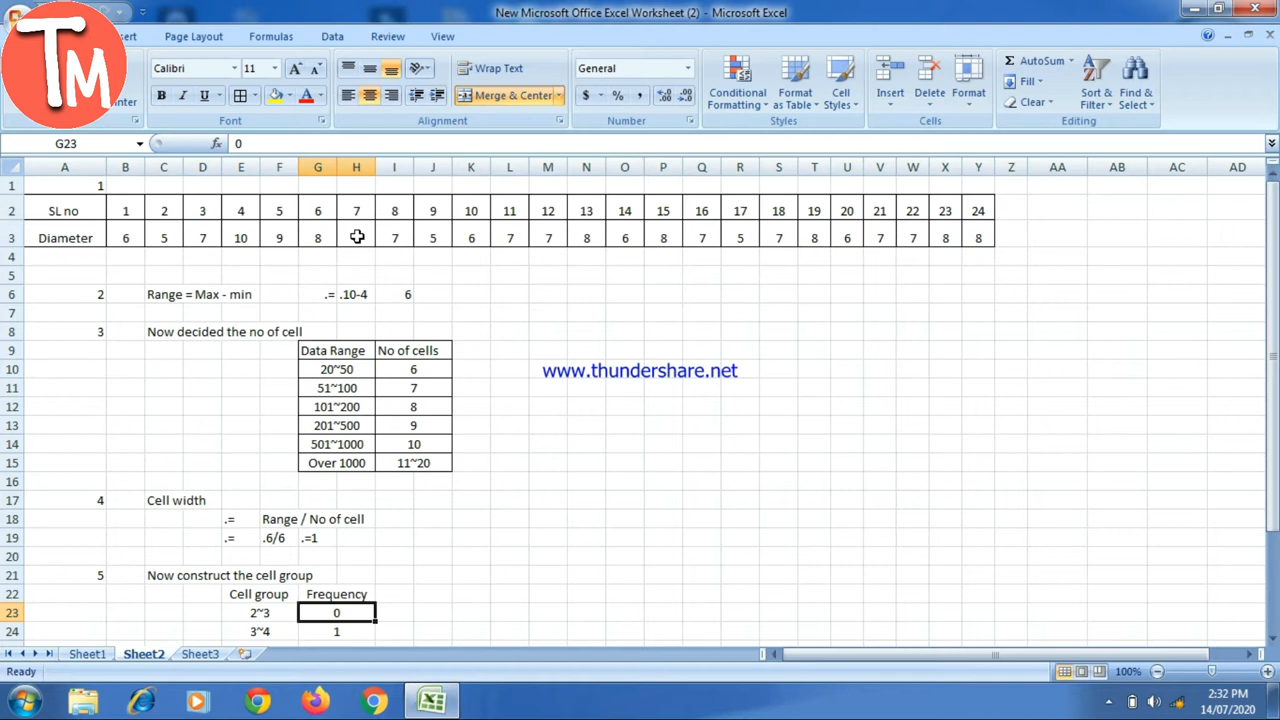 New Microsoft Office Excel Worksheet (2) - Microsoft Excel
TM
Page Layout Formulas Data Review View
Calibri 11 Wrap Text General AutoSum
Fill
Merge & Center Conditional Formatting Format as Table Cell Styles Insert Delete Format Clear Sort & Filter Find & Select
Font Alignment Number Styles Cells Editing
G23 fx 0
A B C D E F G H I J K L M N O P Q R S T U V W X Y Z AA AB AC AD
1 1
2 SL no 1 2 3 4 5 6 7 8 9 10 11 12 13 14 15 16 17 18 19 20 21 22 23 24
3 Diameter 6 5 7 10 9 8 7 5 6 7 7 8 6 8 7 5 7 8 6 7 7 8 8
4
5
6 2 Range = Max - min .= .10-4 6
7
8 3 Now decided the no of cell
9 Data Range No of cells
10 20~50 6
11 51~100 7
12 101~200 8
13 201~500 9
14 501~1000 10
15 Over 1000 11~20
16
17 4 Cell width
18 .= Range / No of cell
19 .= .6/6 .=1
20
21 5 Now construct the cell group
22 Cell group Frequency
23 2~3 0
24 3~4 1
www.thundershare.net
Sheet1 Sheet2 Sheet3
Ready 100%
2:32 PM
14/07/2020